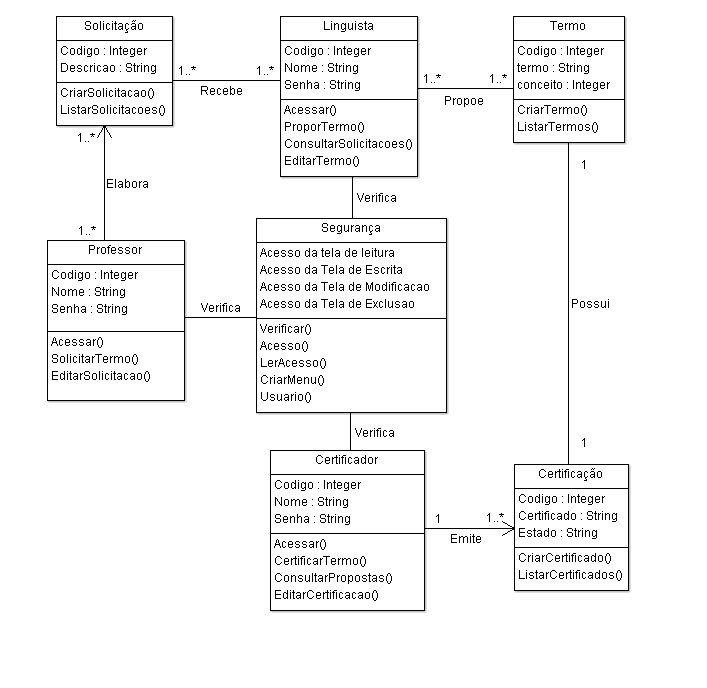 Solicitação
Codigo : Integer
Descricao : String
CriarSolicitacao()
ListarSolicitacoes()
1..*
1..*
Recebe
Linguista
Codigo : Integer
Nome : String
Senha : String
Acessar()
ProporTermo()
ConsultarSolicitacoes()
EditarTermo()
1..*
1..*
Propoe
Termo
Codigo : Integer
termo : String
conceito : Integer
CriarTermo()
ListarTermos()
1..*
Elabora
1..*
Verifica
1
Possui
1
Professor
Codigo : Integer
Nome : String
Senha : String
Acessar()
SolicitarTermo()
EditarSolicitacao()
Verifica
Segurança
Acesso da tela de leitura
Acesso da Tela de Escrita
Acesso da Tela de Modificacao
Acesso da Tela de Exclusao
Verificar()
Acesso()
LerAcesso()
CriarMenu()
Usuario()
Verifica
Certificador
Codigo : Integer
Nome : String
Senha : String
Acessar()
CertificarTermo()
ConsultarPropostas()
EditarCertificacao()
1
1..*
Emite
Certificação
Codigo : Integer
Certificado : String
Estado : String
CriarCertificado()
ListarCertificados()